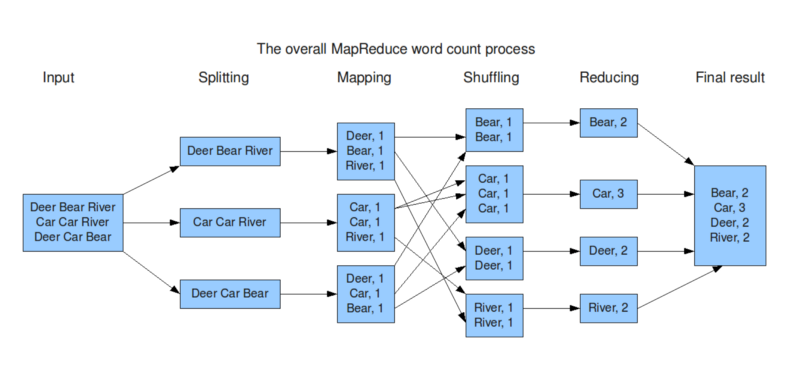 The overall MapReduce word count process
Input
Splitting
Mapping
Shuffling
Reducing
Final result
Deer Bear River
Car Car River
Deer Car Bear
Deer Bear River
Car Car River
Deer Car Bear
Deer, 1
Bear, 1
River, 1
Car, 1
Car, 1
River, 1
Deer, 1
Car, 1
Bear, 1
Bear, 1
Bear, 1
Car, 1
Car, 1
Car, 1
Deer, 1
Deer, 1
River, 1
River, 1
Bear, 2
Car, 3
Deer, 2
River, 2
Bear, 2
Car, 3
Deer, 2
River, 2